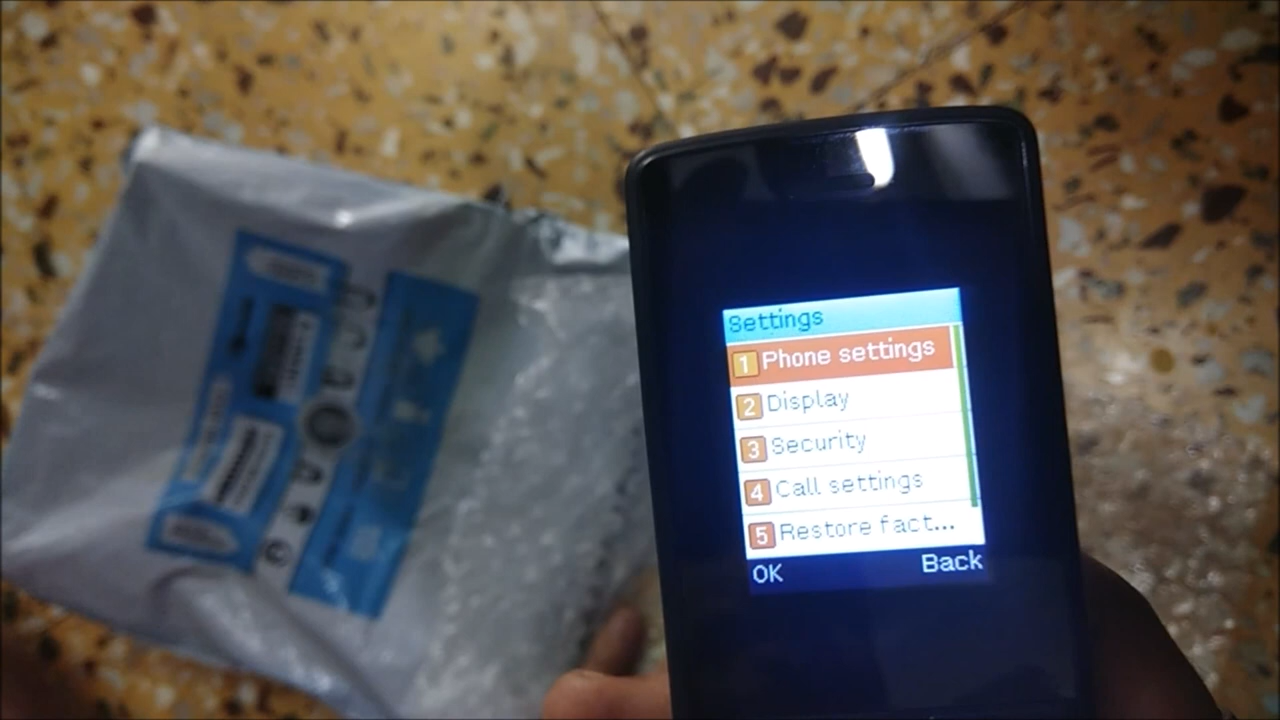 Settings
1 Phone settings
2 Display
3 Security
4 Call settings
5 Restore fact...
OK
Back